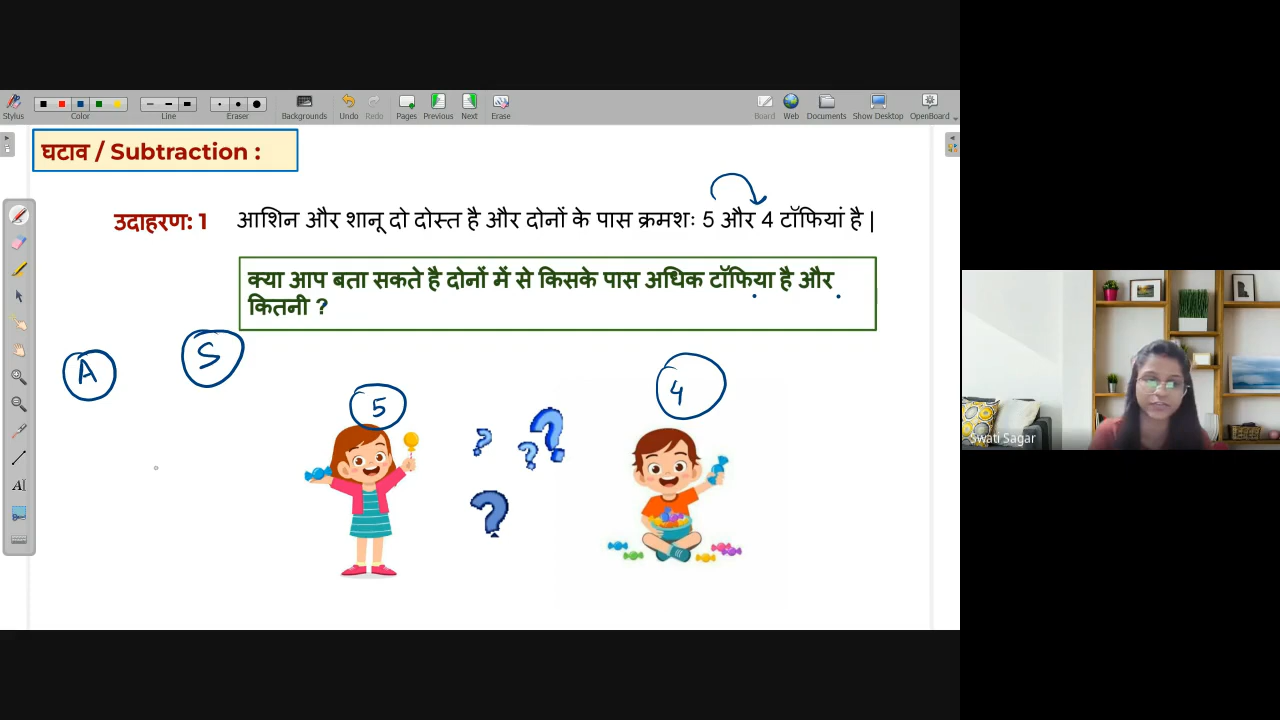 Stylus
Color
Line
Eraser
Backgrounds
Undo
Redo
Pages
Previous
Next
Erase
Board
Web
Documents
Show Desktop
OpenBoard
घटाव / Subtraction :
उदाहरण: 1 आशिन और शानू दो दोस्त है और दोनों के पास क्रमशः 5 और 4 टॉफियां है |
क्या आप बता सकते है दोनों में से किसके पास अधिक टॉफिया है और
कितनी ?
A
S
5
4
Swati Sagar